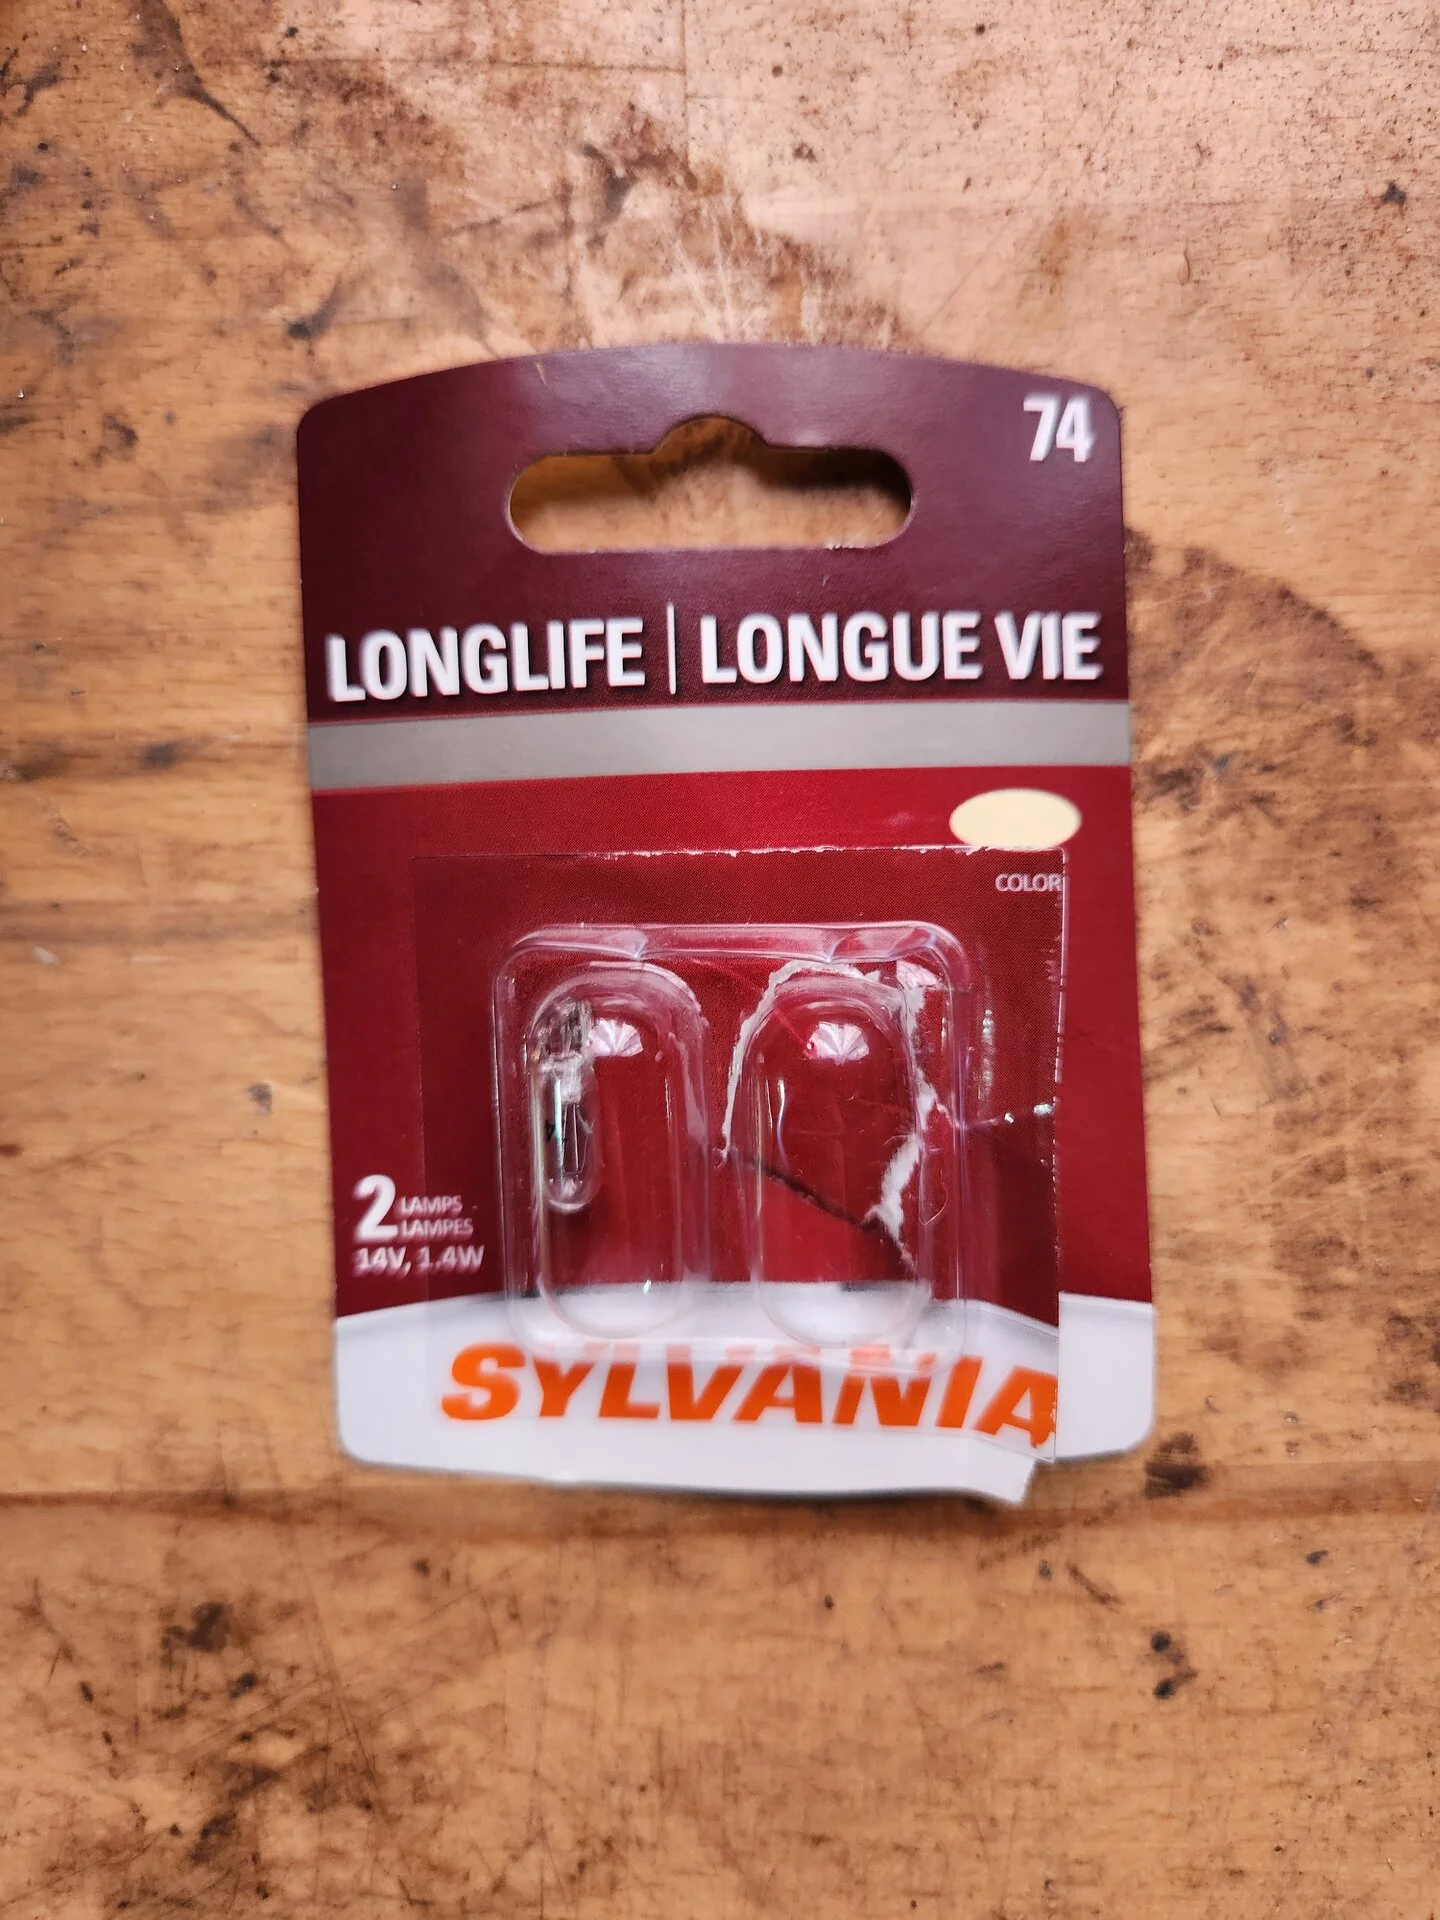 74
LONGLIFE | LONGUE VIE
COLOR
2 LAMPS
LAMPES
14V, 1.4W
SYLVANIA